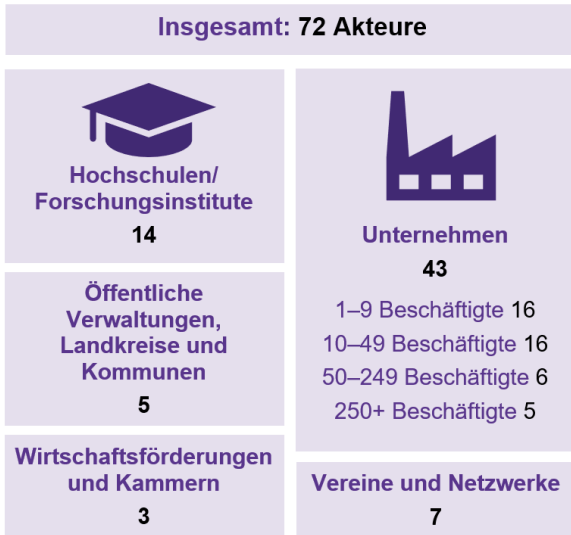 Insgesamt: 72 Akteure
Hochschulen/
Forschungsinstitute
14
Öffentliche
Verwaltungen,
Landkreise und
Kommunen
5
Wirtschaftsförderungen
und Kammern
3
Unternehmen
43
1–9 Beschäftigte 16
10–49 Beschäftigte 16
50–249 Beschäftigte 6
250+ Beschäftigte 5
Vereine und Netzwerke
7